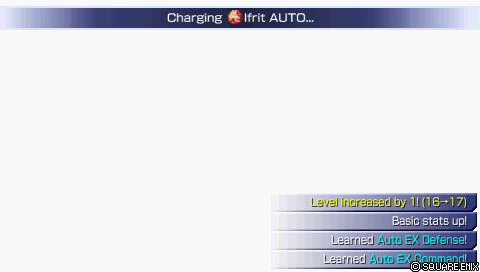 Charging Ifrit AUTO...
Level increased by 1! (16→17)
Basic stats up!
Learned Auto EX Defense!
Learned Auto EX Command!
© SQUARE ENIX